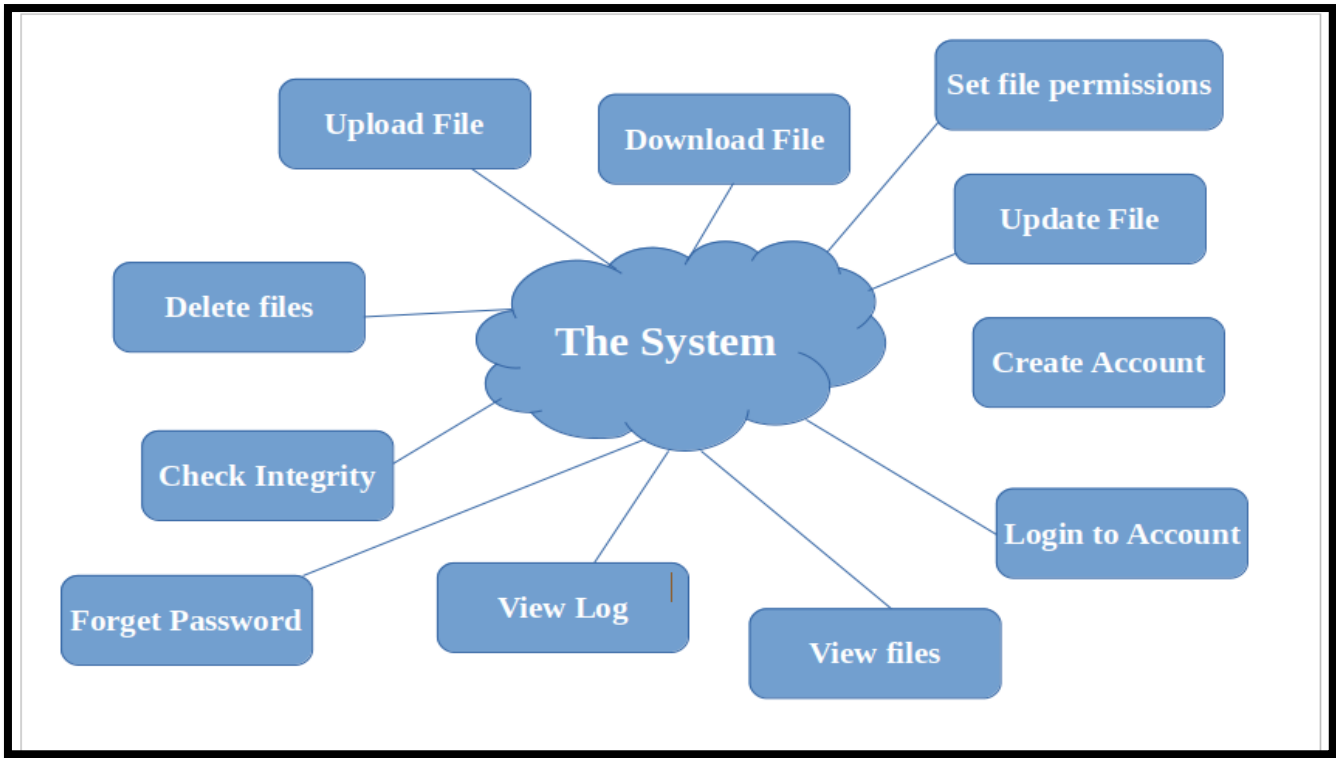 Set file permissions
Upload File
Download File
Update File
Delete files
The System
Create Account
Check Integrity
Login to Account
Forget Password
View Log
View files